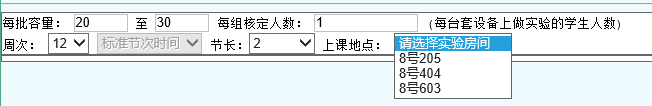 每批容量： 20 至 30 每组核定人数： 1 （每台套设备上做实验的学生人数）
周次： 12 标准节次时间 节长： 2 上课地点： 请选择实验房间
8号205
8号404
8号603